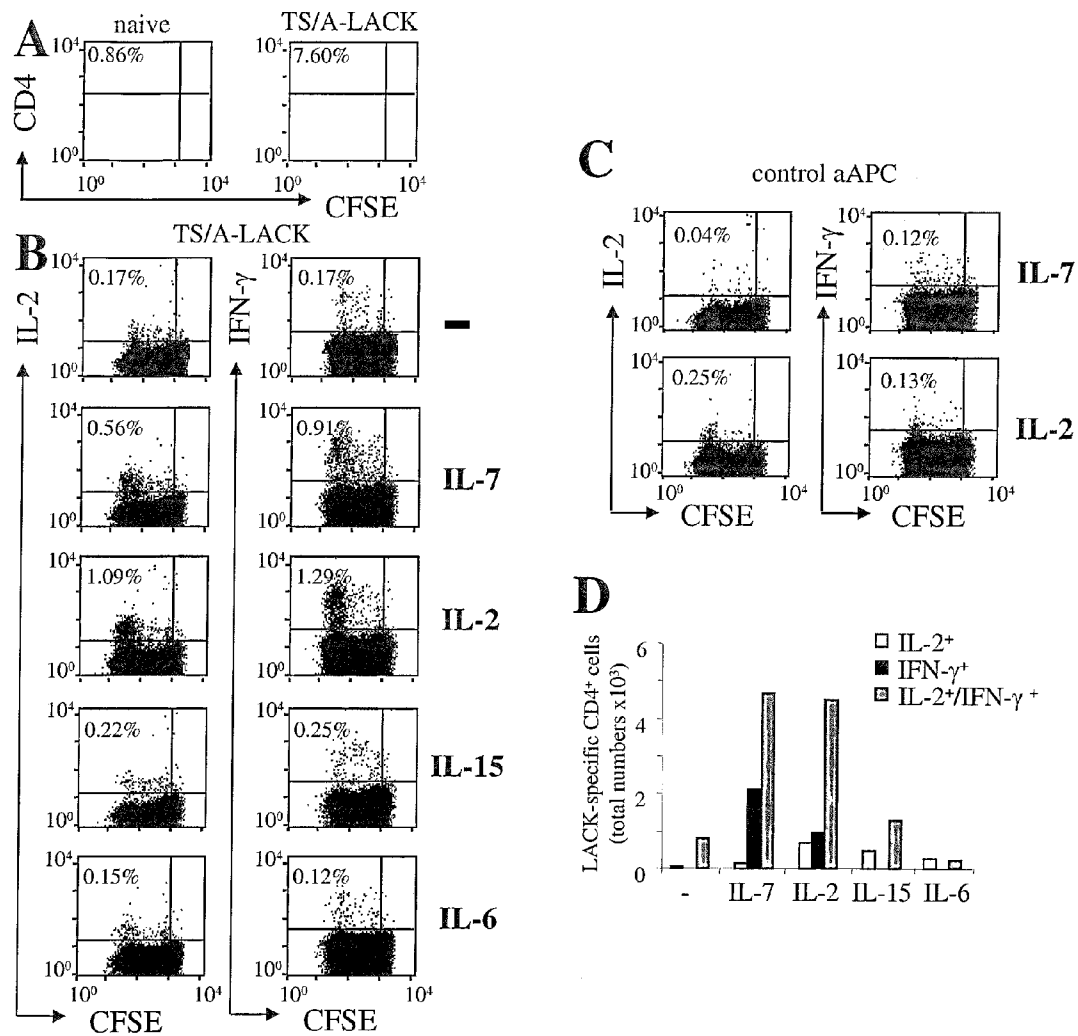 A
naive
TS/A-LACK
CD4
10⁴
0.86%
10⁰
10⁰
10⁴
10⁴
7.60%
10⁰
10⁰
10⁴
CFSE
B
TS/A-LACK
IL-2
IFN-γ
10⁴
0.17%
10⁰
10⁴
0.17%
10⁰
-
10⁴
0.56%
10⁰
10⁴
0.91%
10⁰
IL-7
10⁴
1.09%
10⁰
10⁴
1.29%
10⁰
IL-2
10⁴
0.22%
10⁰
10⁴
0.25%
10⁰
IL-15
10⁴
0.15%
10⁰
10⁰
10⁴
10⁴
0.12%
10⁰
10⁰
10⁴
IL-6
CFSE
CFSE
C
control aAPC
IL-2
IFN-γ
10⁴
0.04%
10⁰
10⁴
0.12%
10⁰
IL-7
10⁴
0.25%
10⁰
10⁰
10⁴
10⁴
0.13%
10⁰
10⁰
10⁴
IL-2
CFSE
CFSE
D
LACK-specific CD4⁺ cells
(total numbers x10³)
6
4
2
0
IL-2⁺
IFN-γ⁺
IL-2⁺/IFN-γ ⁺
- IL-7 IL-2 IL-15 IL-6